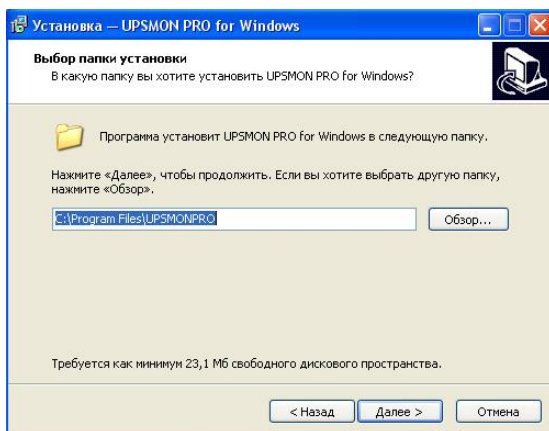 Установка — UPSMON PRO for Windows
Выбор папки установки
В какую папку вы хотите установить UPSMON PRO for Windows?
Программа установит UPSMON PRO for Windows в следующую папку.
Нажмите «Далее», чтобы продолжить. Если вы хотите выбрать другую папку,
нажмите «Обзор».
C:\Program Files\UPSMONPRO
Обзор...
Требуется как минимум 23,1 Мб свободного дискового пространства.
< Назад
Далее >
Отмена